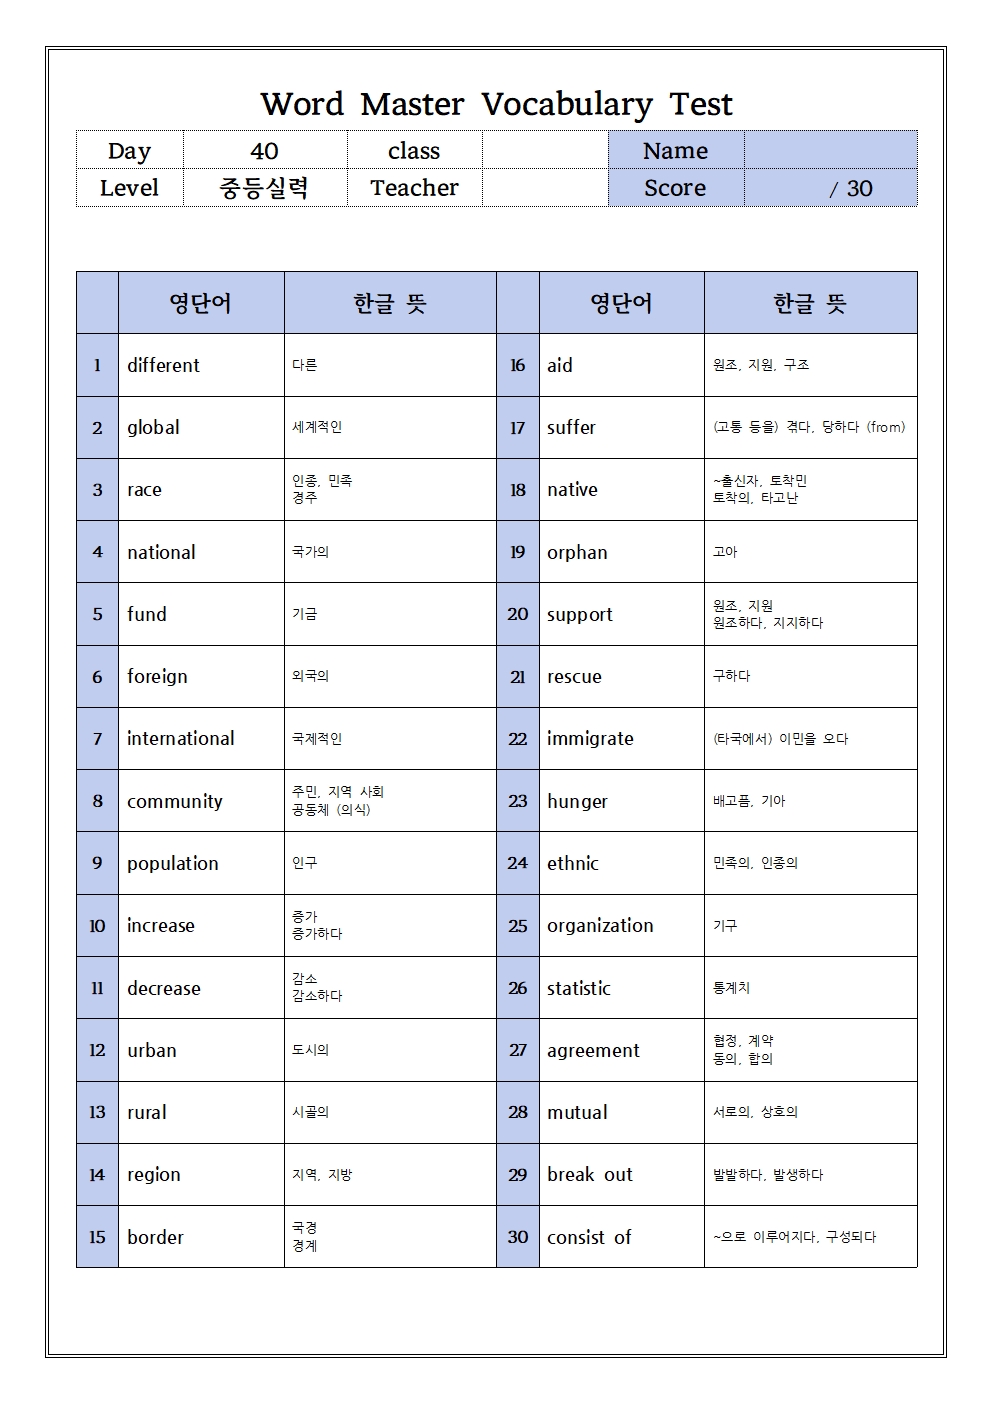 Word Master Vocabulary Test
Day 40 class Name
Level 중등실력 Teacher Score / 30
영단어 한글 뜻 영단어 한글 뜻
1 different 다른 16 aid 원조, 지원, 구조
2 global 세계적인 17 suffer (고통 등을) 겪다, 당하다 (from)
3 race 인종, 민족
경주
18 native ~출신자, 토착민
토착의, 타고난
4 national 국가의 19 orphan 고아
5 fund 기금 20 support 원조, 지원
원조하다, 지지하다
6 foreign 외국의 21 rescue 구하다
7 international 국제적인 22 immigrate (타국에서) 이민을 오다
8 community 주민, 지역 사회
공동체 (의식)
23 hunger 배고픔, 기아
9 population 인구 24 ethnic 민족의, 인종의
10 increase 증가
증가하다
25 organization 기구
11 decrease 감소
감소하다
26 statistic 통계치
12 urban 도시의 27 agreement 협정, 계약
동의, 합의
13 rural 시골의 28 mutual 서로의, 상호의
14 region 지역, 지방 29 break out 발발하다, 발생하다
15 border 국경
경계
30 consist of ~으로 이루어지다, 구성되다